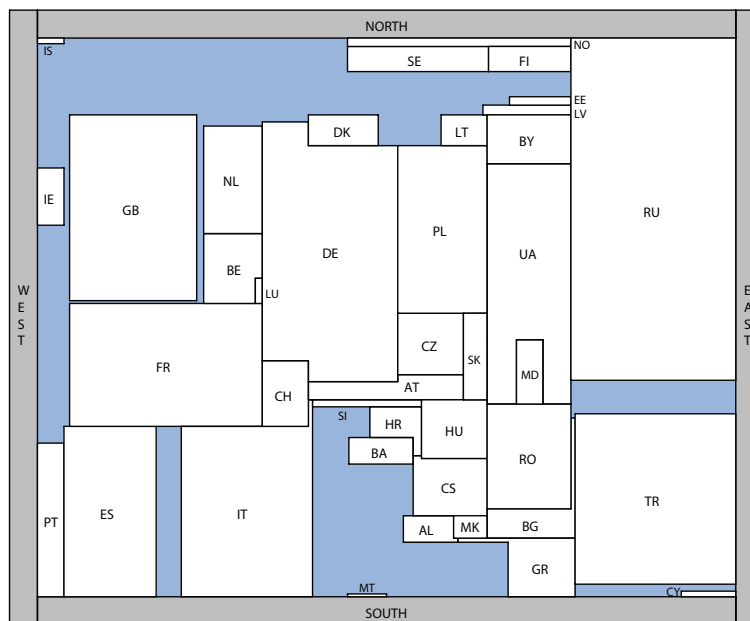 NORTH
IS
NO
SE
FI
EE
LV
DK
LT
BY
NL
IE
GB
PL
RU
DE
UA
BE
LU
W
E
S
T
E
A
S
T
CZ
SK
FR
MD
AT
CH
SI
HR
HU
BA
RO
CS
PT
ES
IT
TR
AL
MK
BG
GR
MT
CY
SOUTH